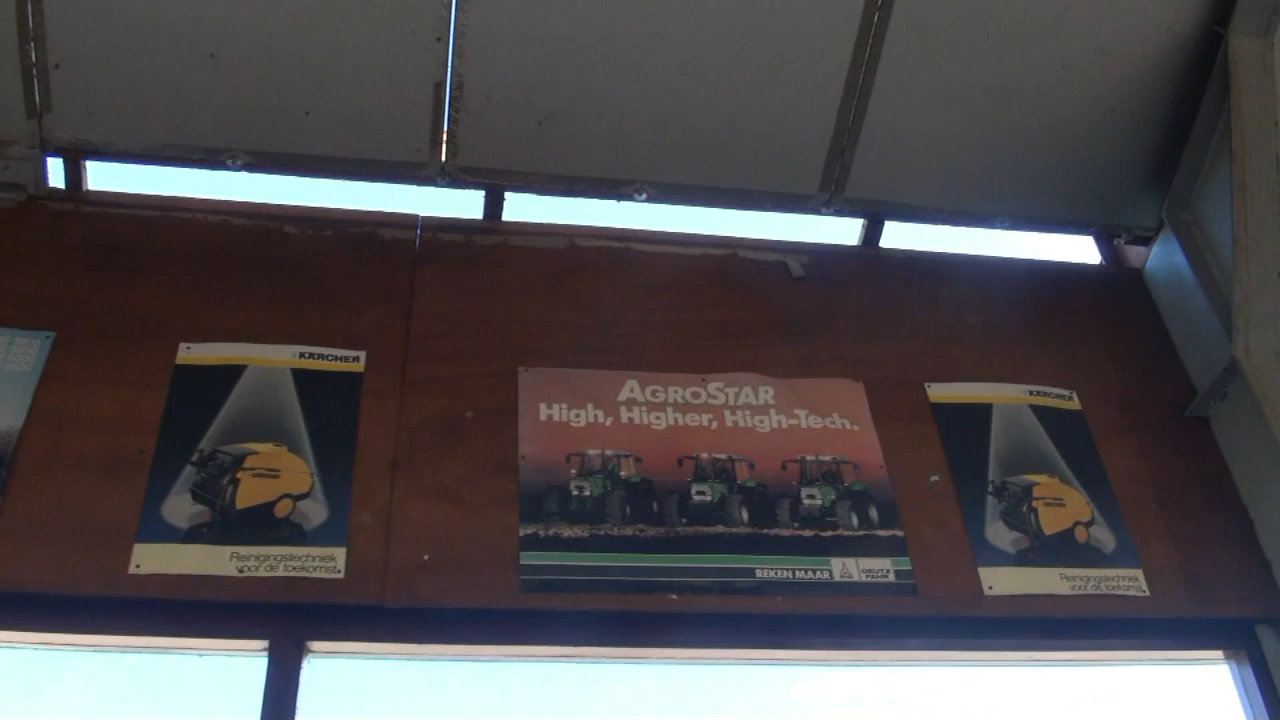 KÄRCHER
Reinigingstechniek
voor de toekomst.
AGROSTAR
High, Higher, High-Tech.
REKEN MAAR
DEUTZ
FAHR
KÄRCHER
Reinigingstechniek
voor de toekomst.